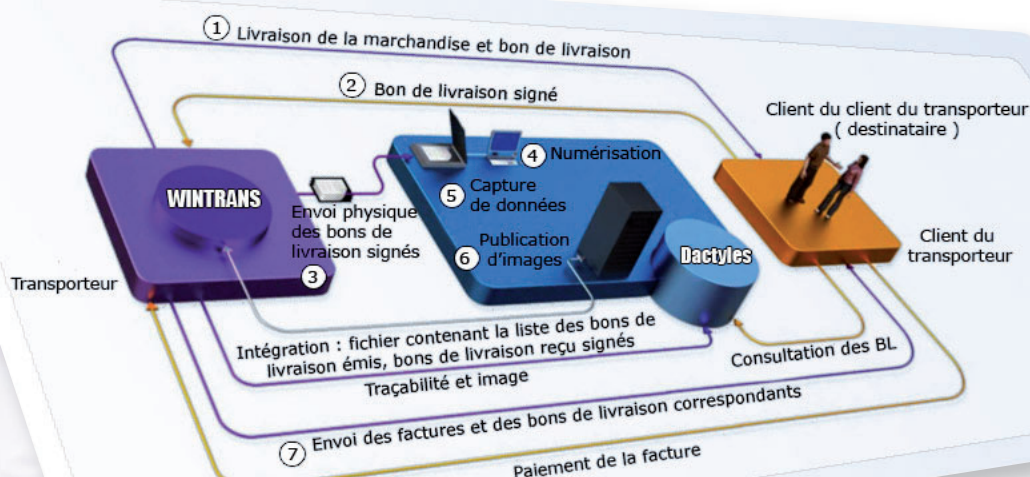 1 Livraison de la marchandise et bon de livraison
2 Bon de livraison signé
Client du client du transporteur
( destinataire )
WINTRANS
4 Numérisation
5 Capture
de données
Envoi physique
des bons de
livraison signés
3
6 Publication
d'images
Dactyles
Client du
transporteur
Transporteur
Intégration : fichier contenant la liste des bons de
livraison émis, bons de livraison reçu signés
Consultation des BL
Traçabilité et image
7 Envoi des factures et des bons de livraison correspondants
Paiement de la facture